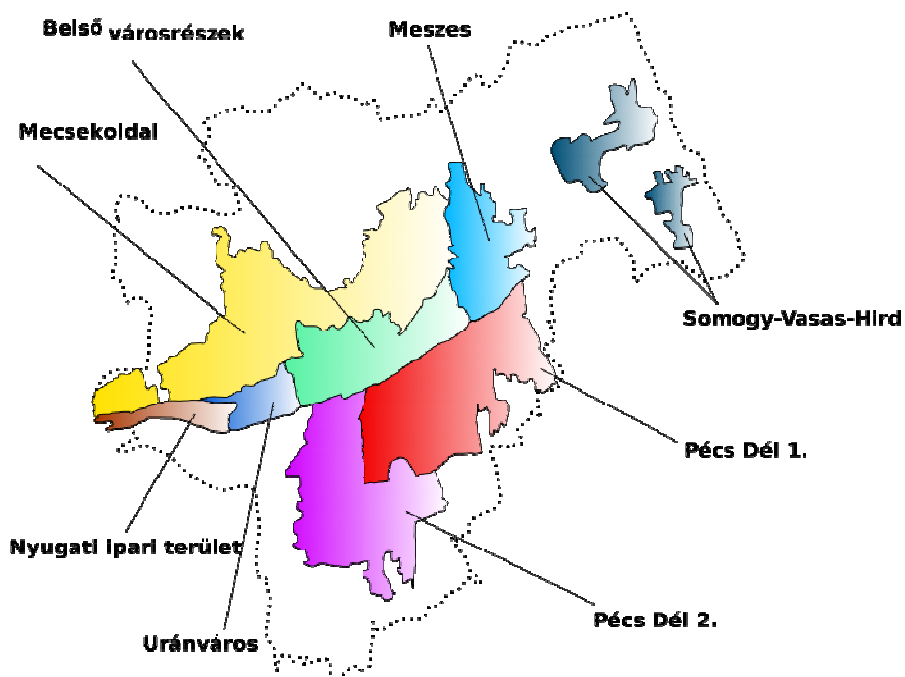 Belső városrészek
Meszes
Mecsekoldal
Somogy-Vasas-Hird
Pécs Dél 1.
Nyugati ipari terület
Pécs Dél 2.
Uránváros